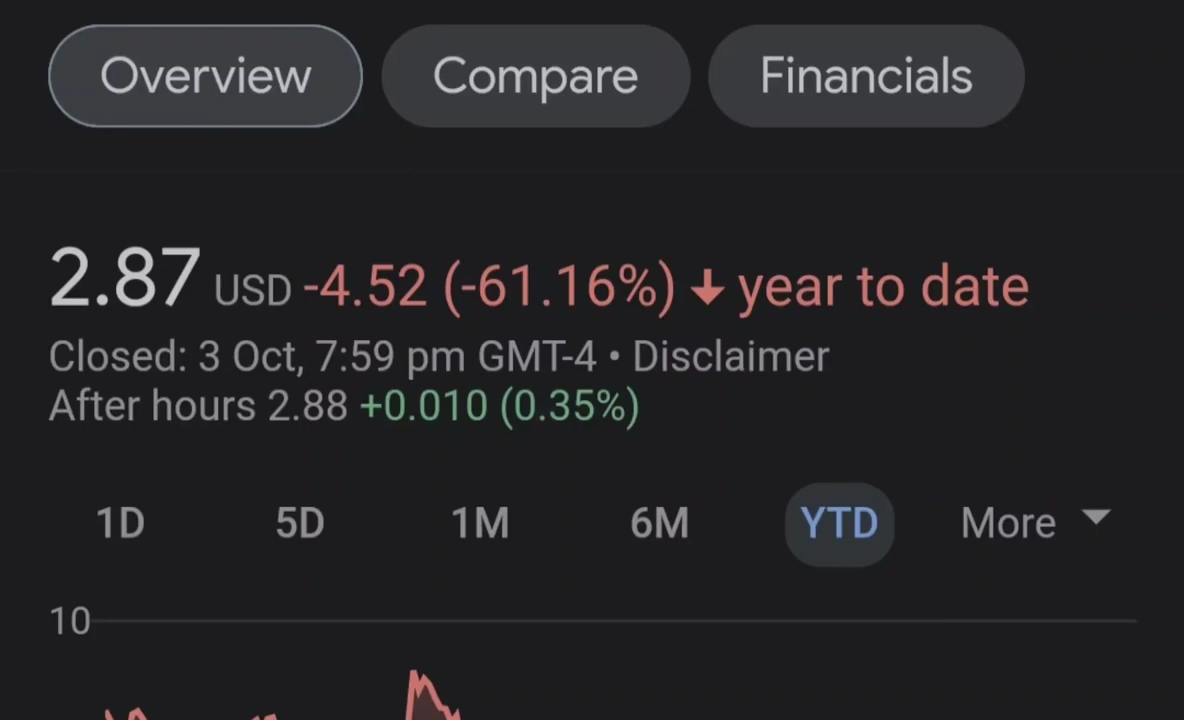 Overview Compare Financials
2.87 USD -4.52 (-61.16%) ↓ year to date
Closed: 3 Oct, 7:59 pm GMT-4 • Disclaimer
After hours 2.88 +0.010 (0.35%)
1D 5D 1M 6M YTD More
10